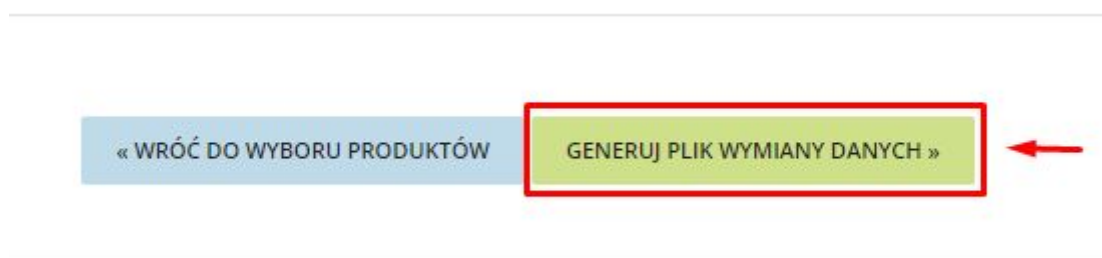 « WRÓĆ DO WYBORU PRODUKTÓW
GENERUJ PLIK WYMIANY DANYCH »